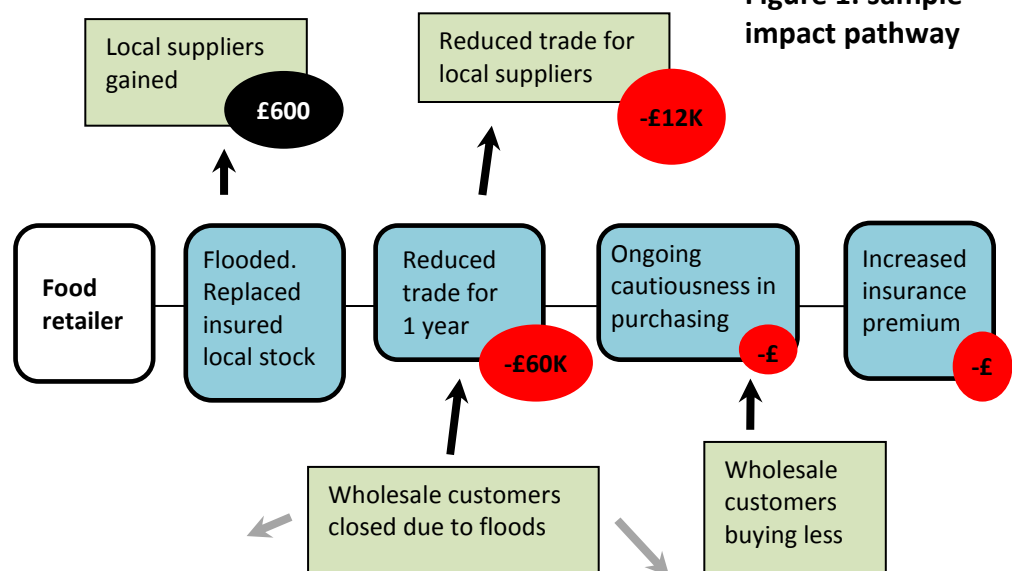 Figure 1: sample
impact pathway
Local suppliers
gained
£600
Reduced trade for
local suppliers
-£12K
Food
retailer
Flooded.
Replaced
insured
local stock
Reduced
trade for
1 year
-£60K
Ongoing
cautiousness in
purchasing
-£
Increased
insurance
premium
-£
Wholesale customers
closed due to floods
Wholesale
customers
buying less